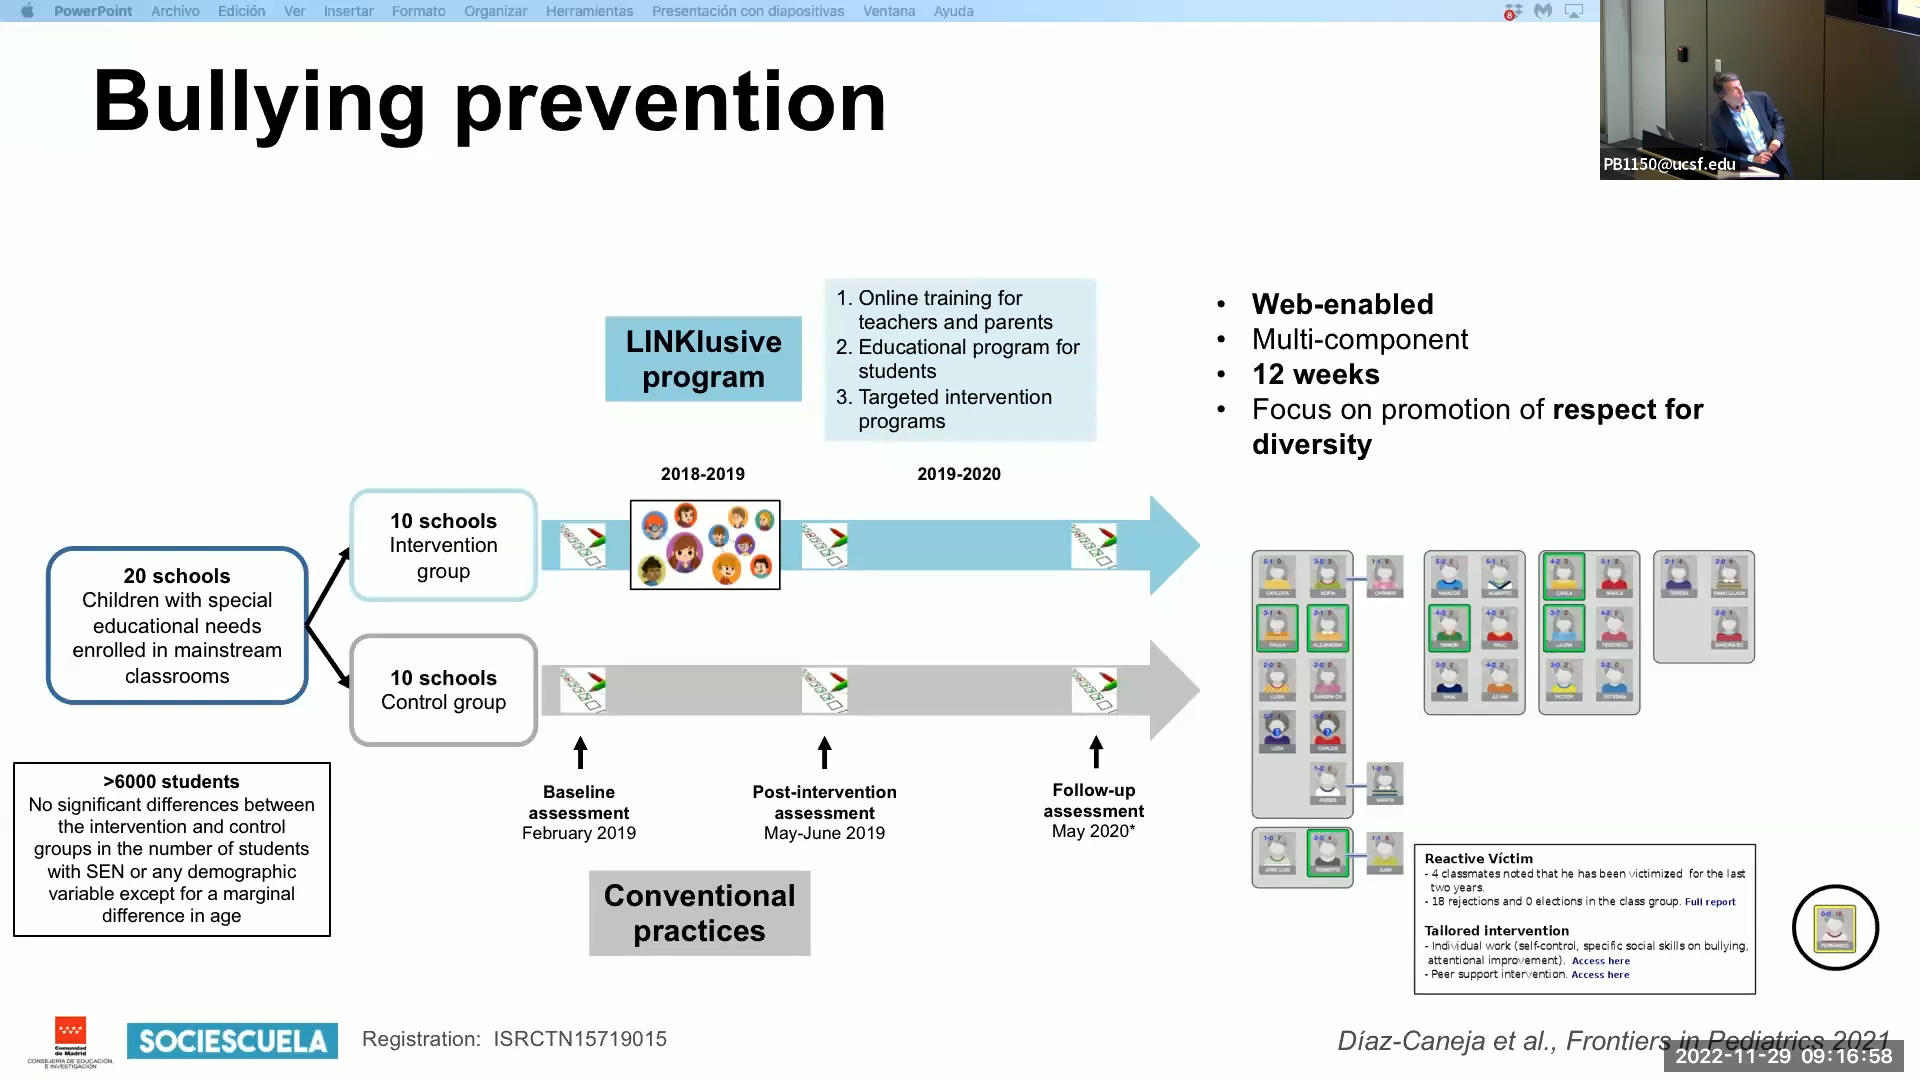 PowerPoint Archivo Edición Ver Insertar Formato Organizar Herramientas Presentación con diapositivas Ventana Ayuda
8
Bullying prevention
PB1150@ucsf.edu
LINKlusive
program
1. Online training for
teachers and parents
2. Educational program for
students
3. Targeted intervention
programs
• Web-enabled
• Multi-component
• 12 weeks
• Focus on promotion of respect for
diversity
2018-2019
2019-2020
20 schools
Children with special
educational needs
enrolled in mainstream
classrooms
10 schools
Intervention
group
10 schools
Control group
>6000 students
No significant differences between
the intervention and control
groups in the number of students
with SEN or any demographic
variable except for a marginal
difference in age
Baseline
assessment
February 2019
Post-intervention
assessment
May-June 2019
Follow-up
assessment
May 2020*
Conventional
practices
Reactive Víctim
- 4 classmates noted that he has been victimized for the last
two years.
- 18 rejections and 0 elections in the class group. Full report
Tailored intervention
- Individual work (self-control, specific social skills on bullying,
attentional improvement). Access here
- Peer support intervention. Access here
FERNANDO
Comunidad
de Madrid
CONSEJERÍA DE EDUCACIÓN
E INVESTIGACIÓN
SOCIESCUELA
Registration: ISRCTN15719015
Díaz-Caneja et al., Frontiers in Pediatrics 2021
2022-11-29 09:16:58